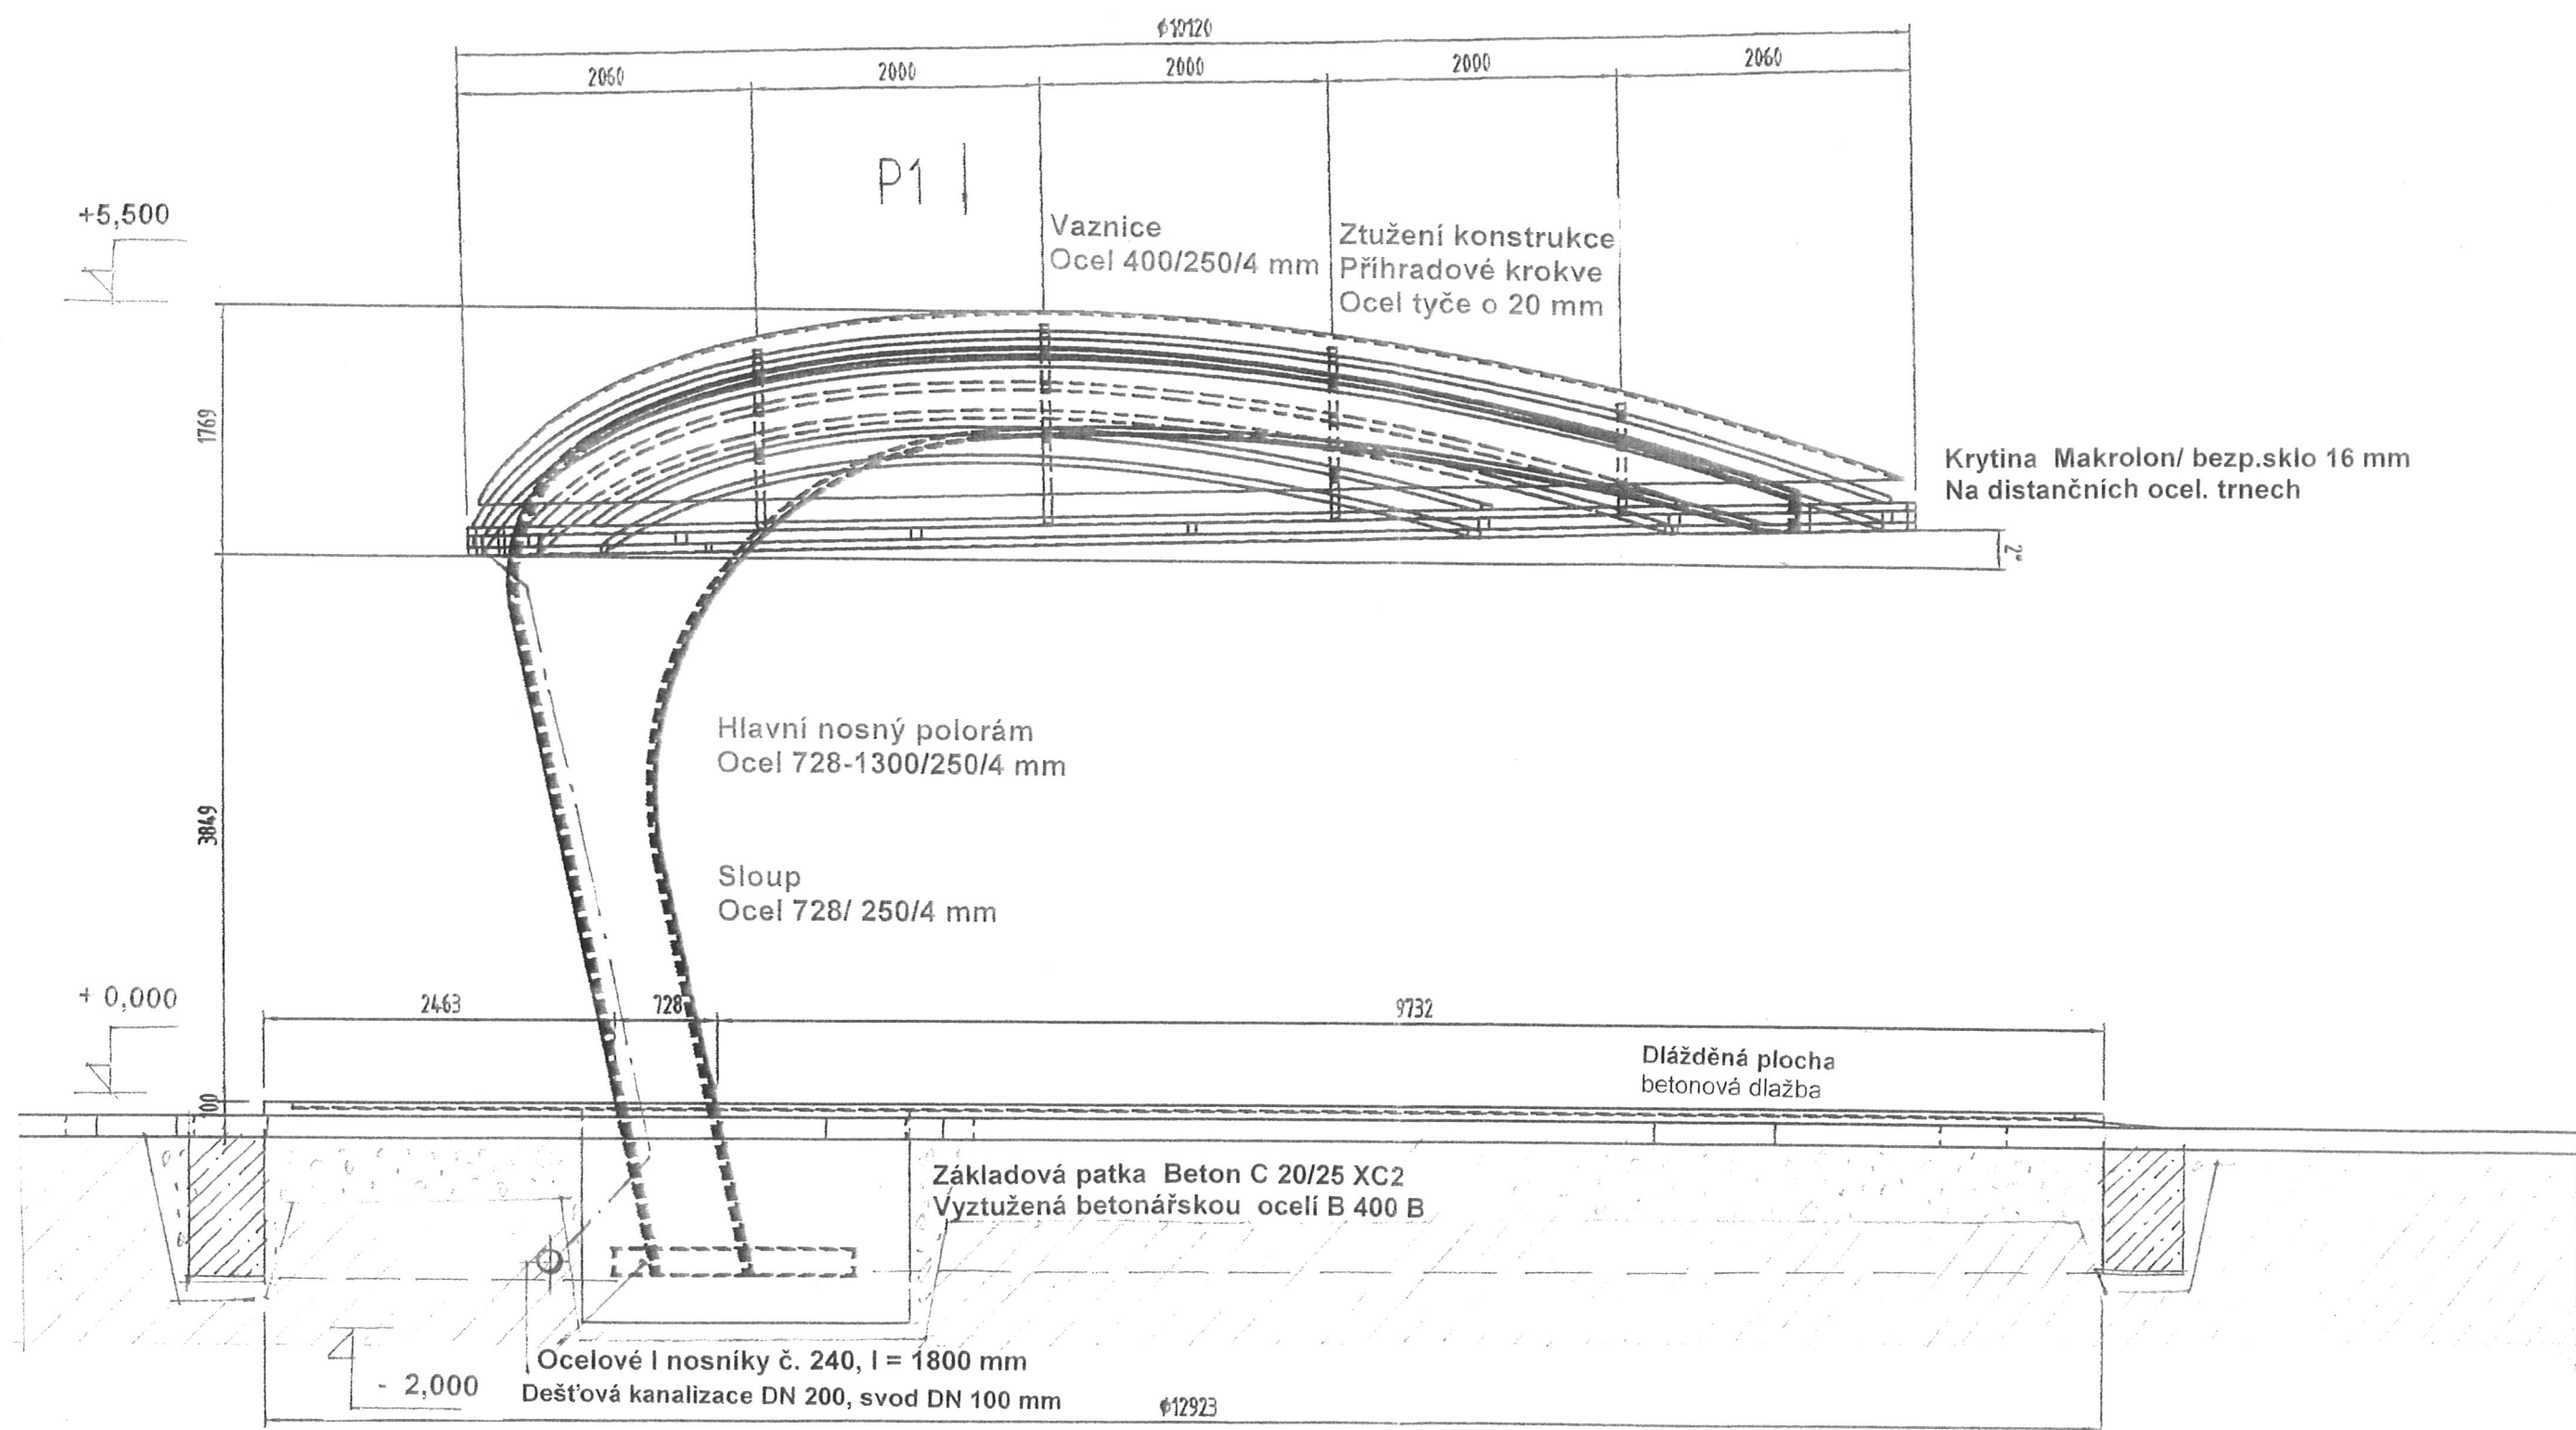 ϕ10120
2060
2000
2000
2000
2060
P1
+5,500
Vaznice
Ocel 400/250/4 mm
Ztužení konstrukce
Příhradové krokve
Ocel tyče o 20 mm
1769
Krytina Makrolon/ bezp.sklo 16 mm
Na distančních ocel. trnech
2°
Hlavní nosný polorám
Ocel 728-1300/250/4 mm
3849
Sloup
Ocel 728/ 250/4 mm
+ 0,000
2463
728
9732
Dlážděná plocha
betonová dlažba
100
Základová patka Beton C 20/25 XC2
Vyztužená betonářskou ocelí B 400 B
Ocelové I nosníky č. 240, l = 1800 mm
- 2,000
Dešťová kanalizace DN 200, svod DN 100 mm
ϕ12923